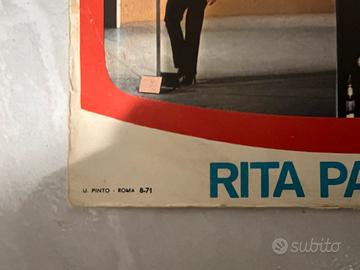 U. PINTO - ROMA 8-71
RITA PA
subito